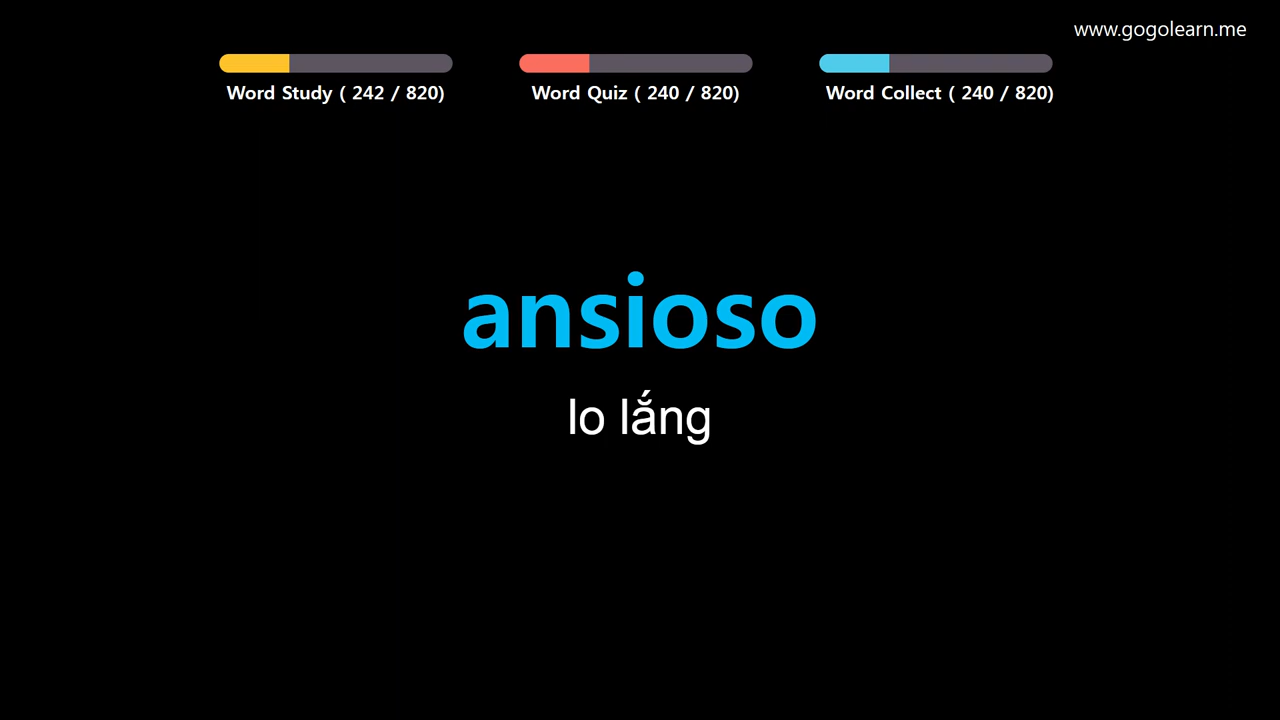 www.gogolearn.me
Word Study ( 242 / 820)
Word Quiz ( 240 / 820)
Word Collect ( 240 / 820)
ansioso
lo lắng